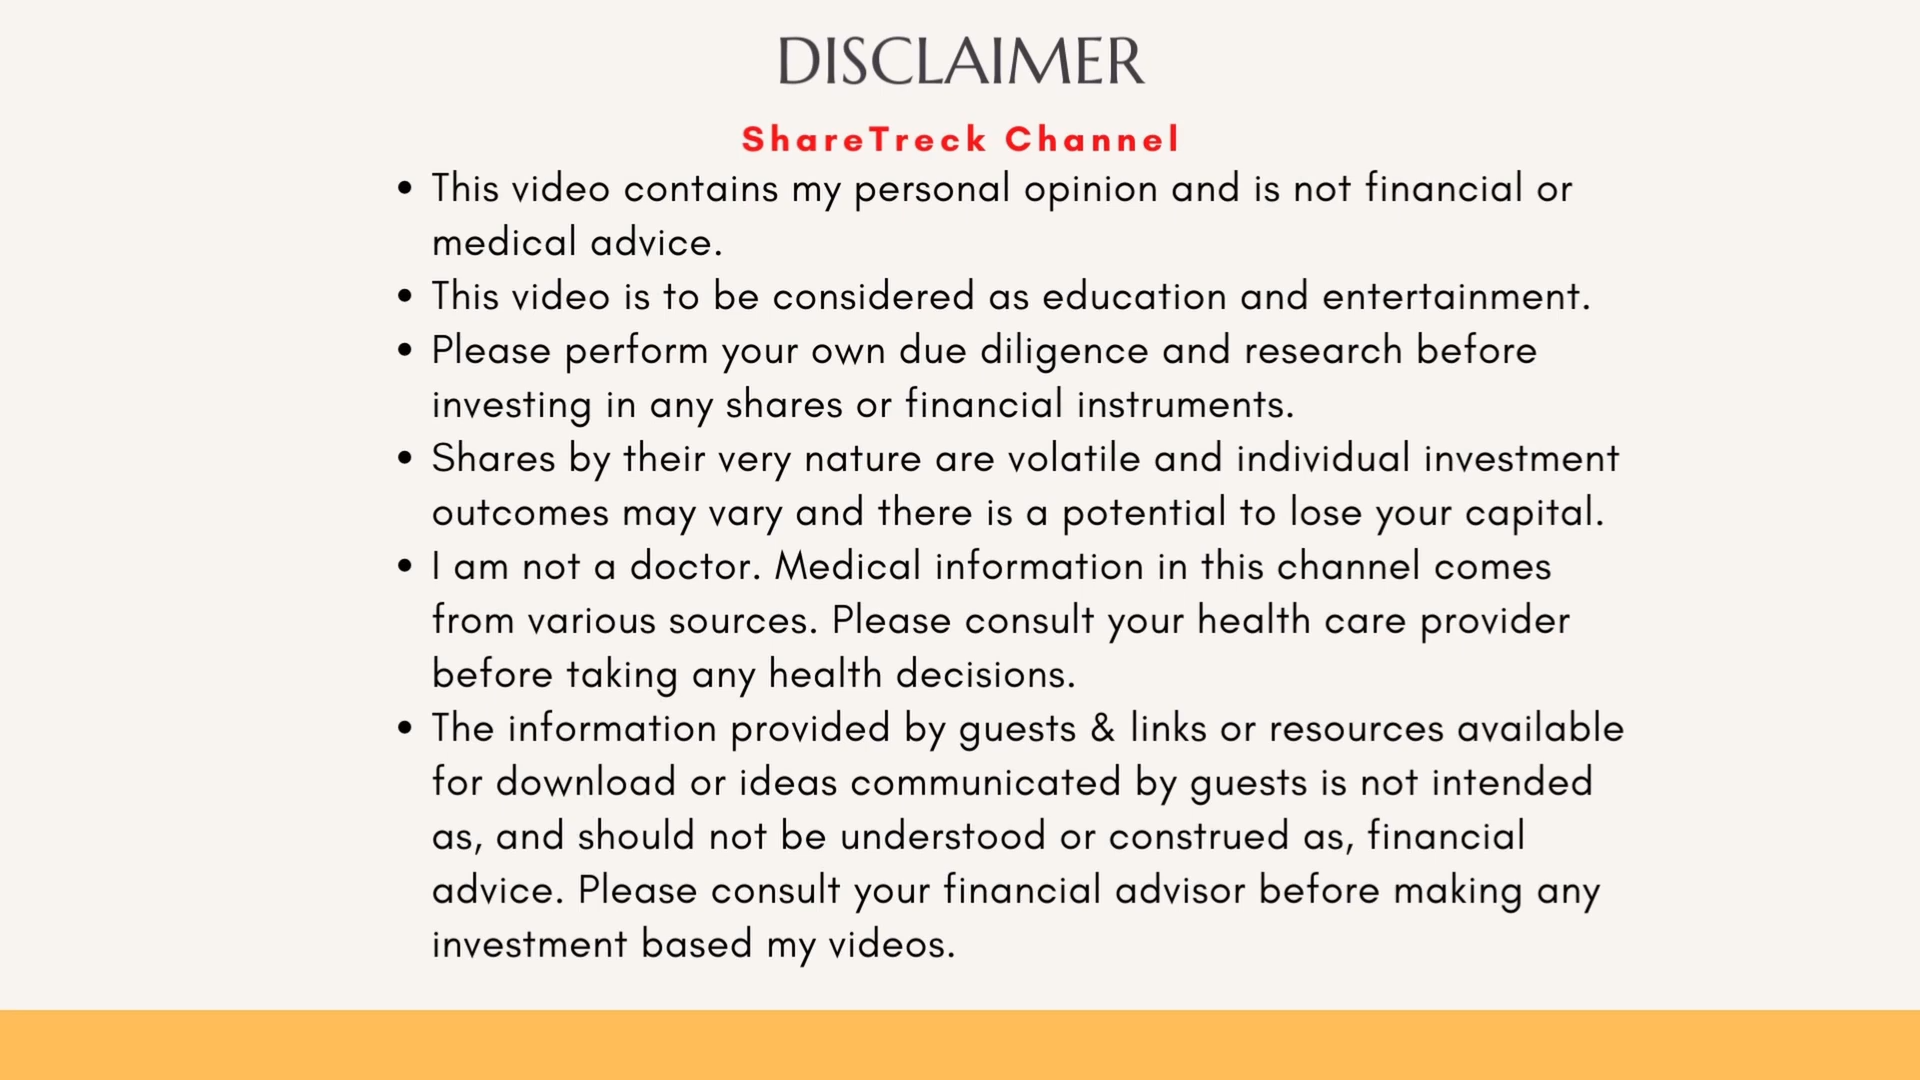 DISCLAIMER
ShareTreck Channel
• This video contains my personal opinion and is not financial or
medical advice.
• This video is to be considered as education and entertainment.
• Please perform your own due diligence and research before
investing in any shares or financial instruments.
• Shares by their very nature are volatile and individual investment
outcomes may vary and there is a potential to lose your capital.
• I am not a doctor. Medical information in this channel comes
from various sources. Please consult your health care provider
before taking any health decisions.
• The information provided by guests & links or resources available
for download or ideas communicated by guests is not intended
as, and should not be understood or construed as, financial
advice. Please consult your financial advisor before making any
investment based my videos.